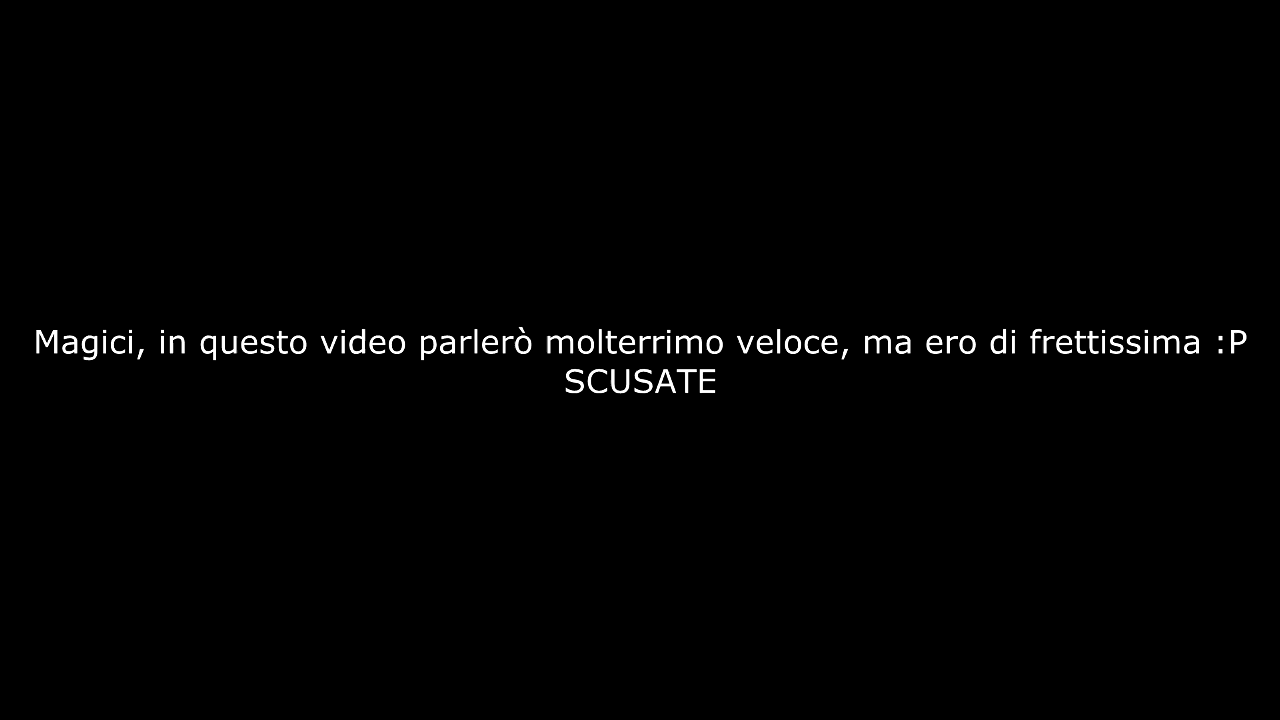 Magici, in questo video parlerò molterrimo veloce, ma ero di frettissima :P
SCUSATE